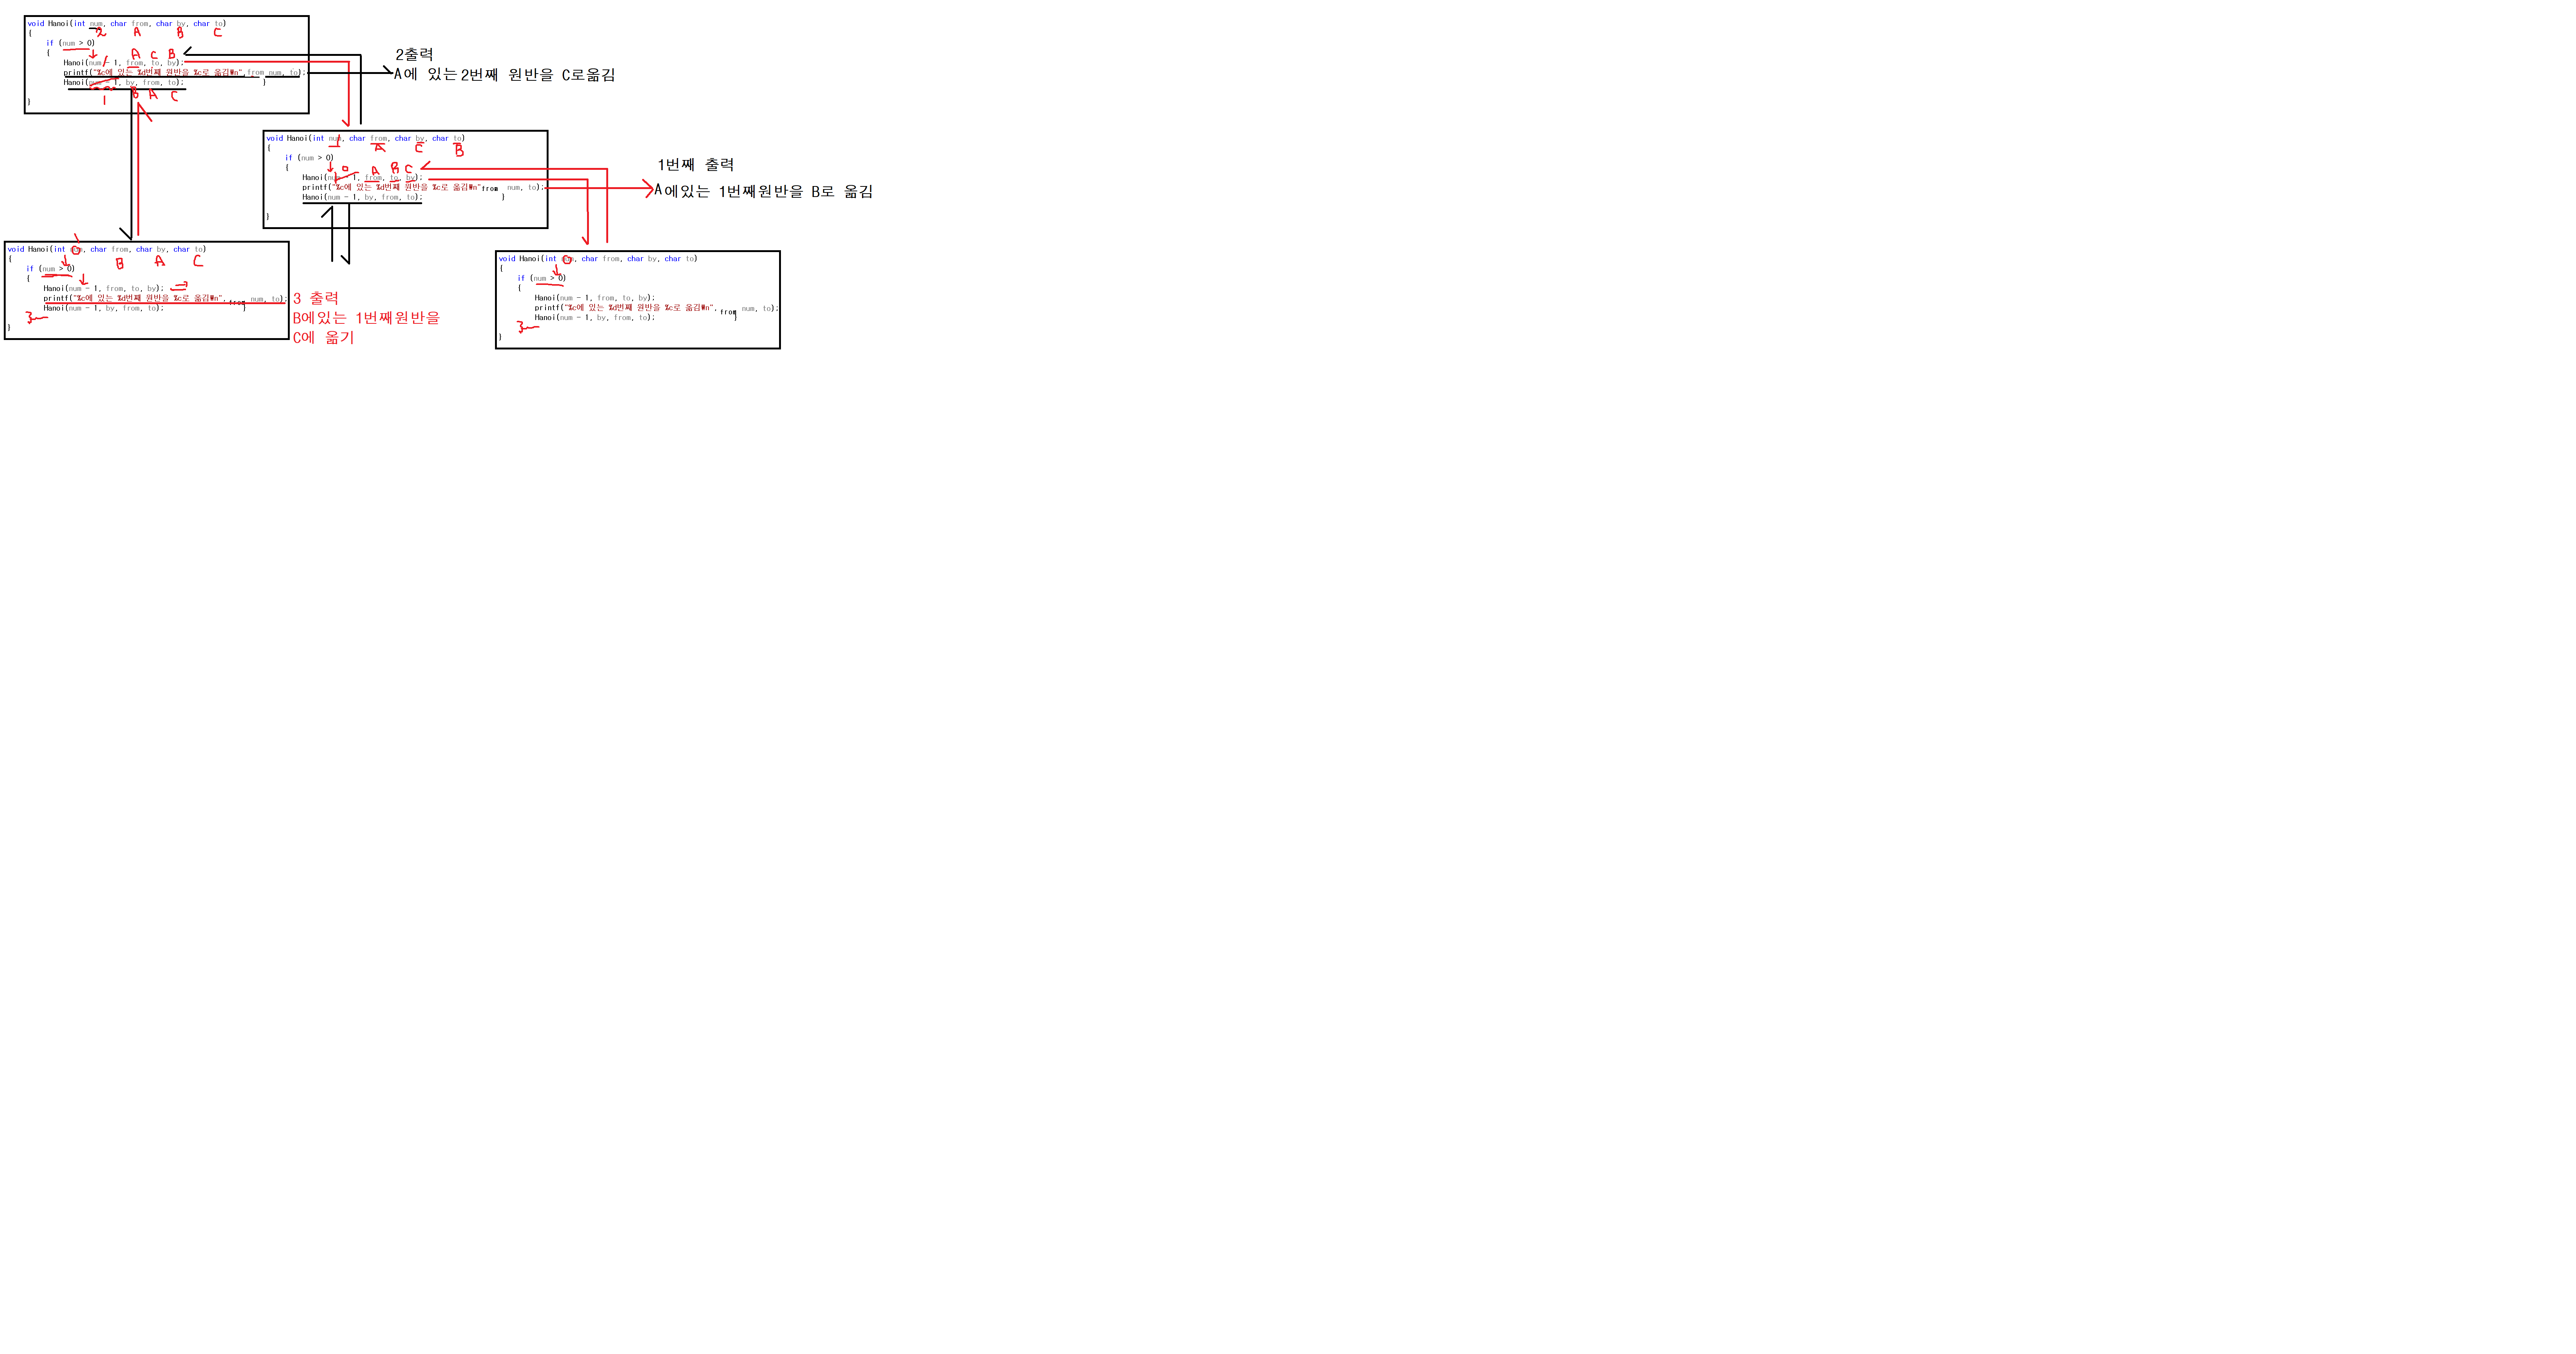 void Hanoi(int num, char from, char by, char to)
2 A B C
{
if (num > 0)
{
A C B
Hanoi(num - 1, from, to, by);
printf("%c에 있는 %d번째 원반을 %c로 옮김₩n",from num, to);
Hanoi(num - 1, by, from, to); }
1 B A C
}
2출력
A에 있는2번째 원반을 C로옮김
void Hanoi(int num, char from, char by, char to)
1 A C B
{
if (num > 0)
{
0 A B C
Hanoi(num - 1, from, to, by);
printf("%c에 있는 %d번째 원반을 %c로 옮김₩n"from num, to);
Hanoi(num - 1, by, from, to); }
}
1번째 출력
A에있는 1번째원반을 B로 옮김
void Hanoi(int num, char from, char by, char to)
B A C
{
if (num > 0)
{
Hanoi(num - 1, from, to, by);
printf("%c에 있는 %d번째 원반을 %c로 옮김₩n", from num, to);
Hanoi(num - 1, by, from, to); }
}
3 출력
B에있는 1번째원반을
C에 옮기
void Hanoi(int num, char from, char by, char to)
0
{
if (num > 0)
{
Hanoi(num - 1, from, to, by);
printf("%c에 있는 %d번째 원반을 %c로 옮김₩n", from num, to);
Hanoi(num - 1, by, from, to); }
}